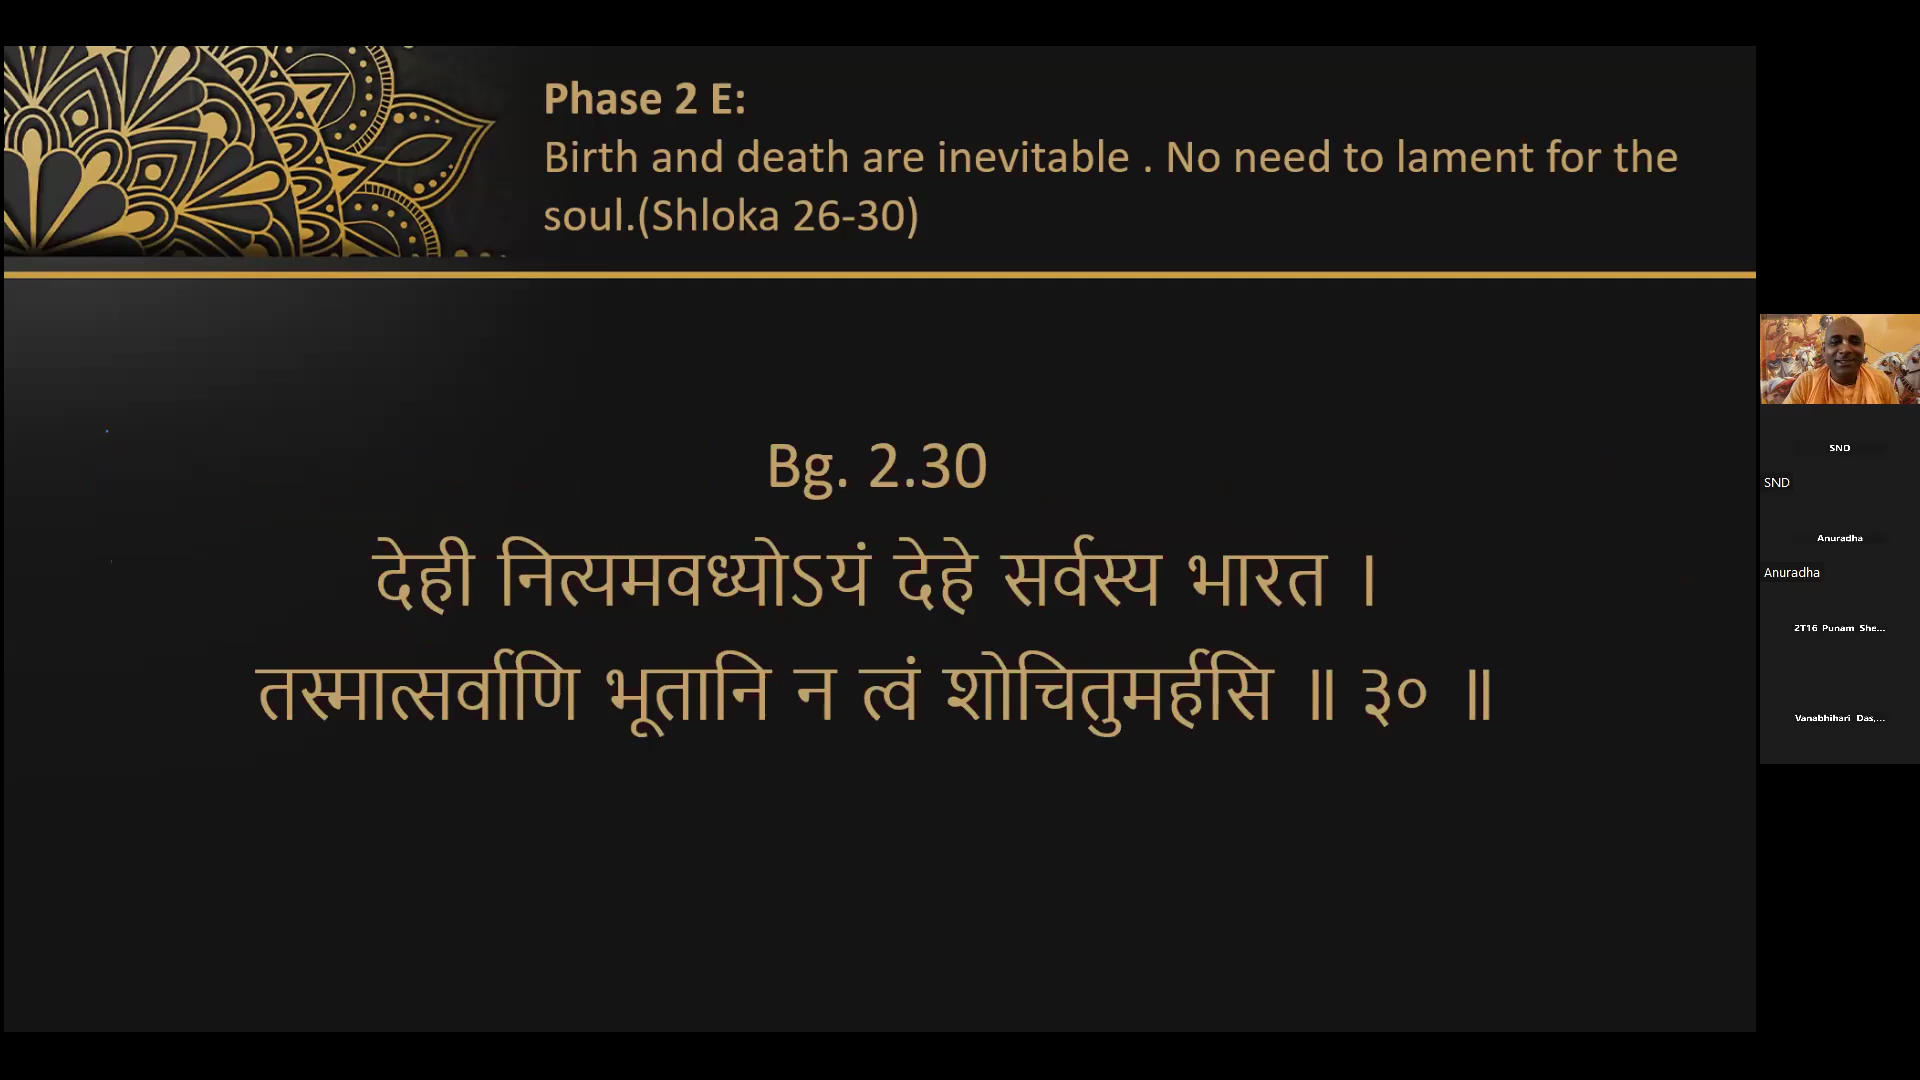 Phase 2 E:
Birth and death are inevitable . No need to lament for the
soul.(Shloka 26-30)
Bg. 2.30
देही नित्यमवध्योऽयं देहे सर्वस्य भारत ।
तस्मात्सर्वाणि भूतानि न त्वं शोचितुमर्हसि ॥ ३० ॥
SND
SND
Anuradha
Anuradha
2T16 Punam She...
Vanabhihari Das,...